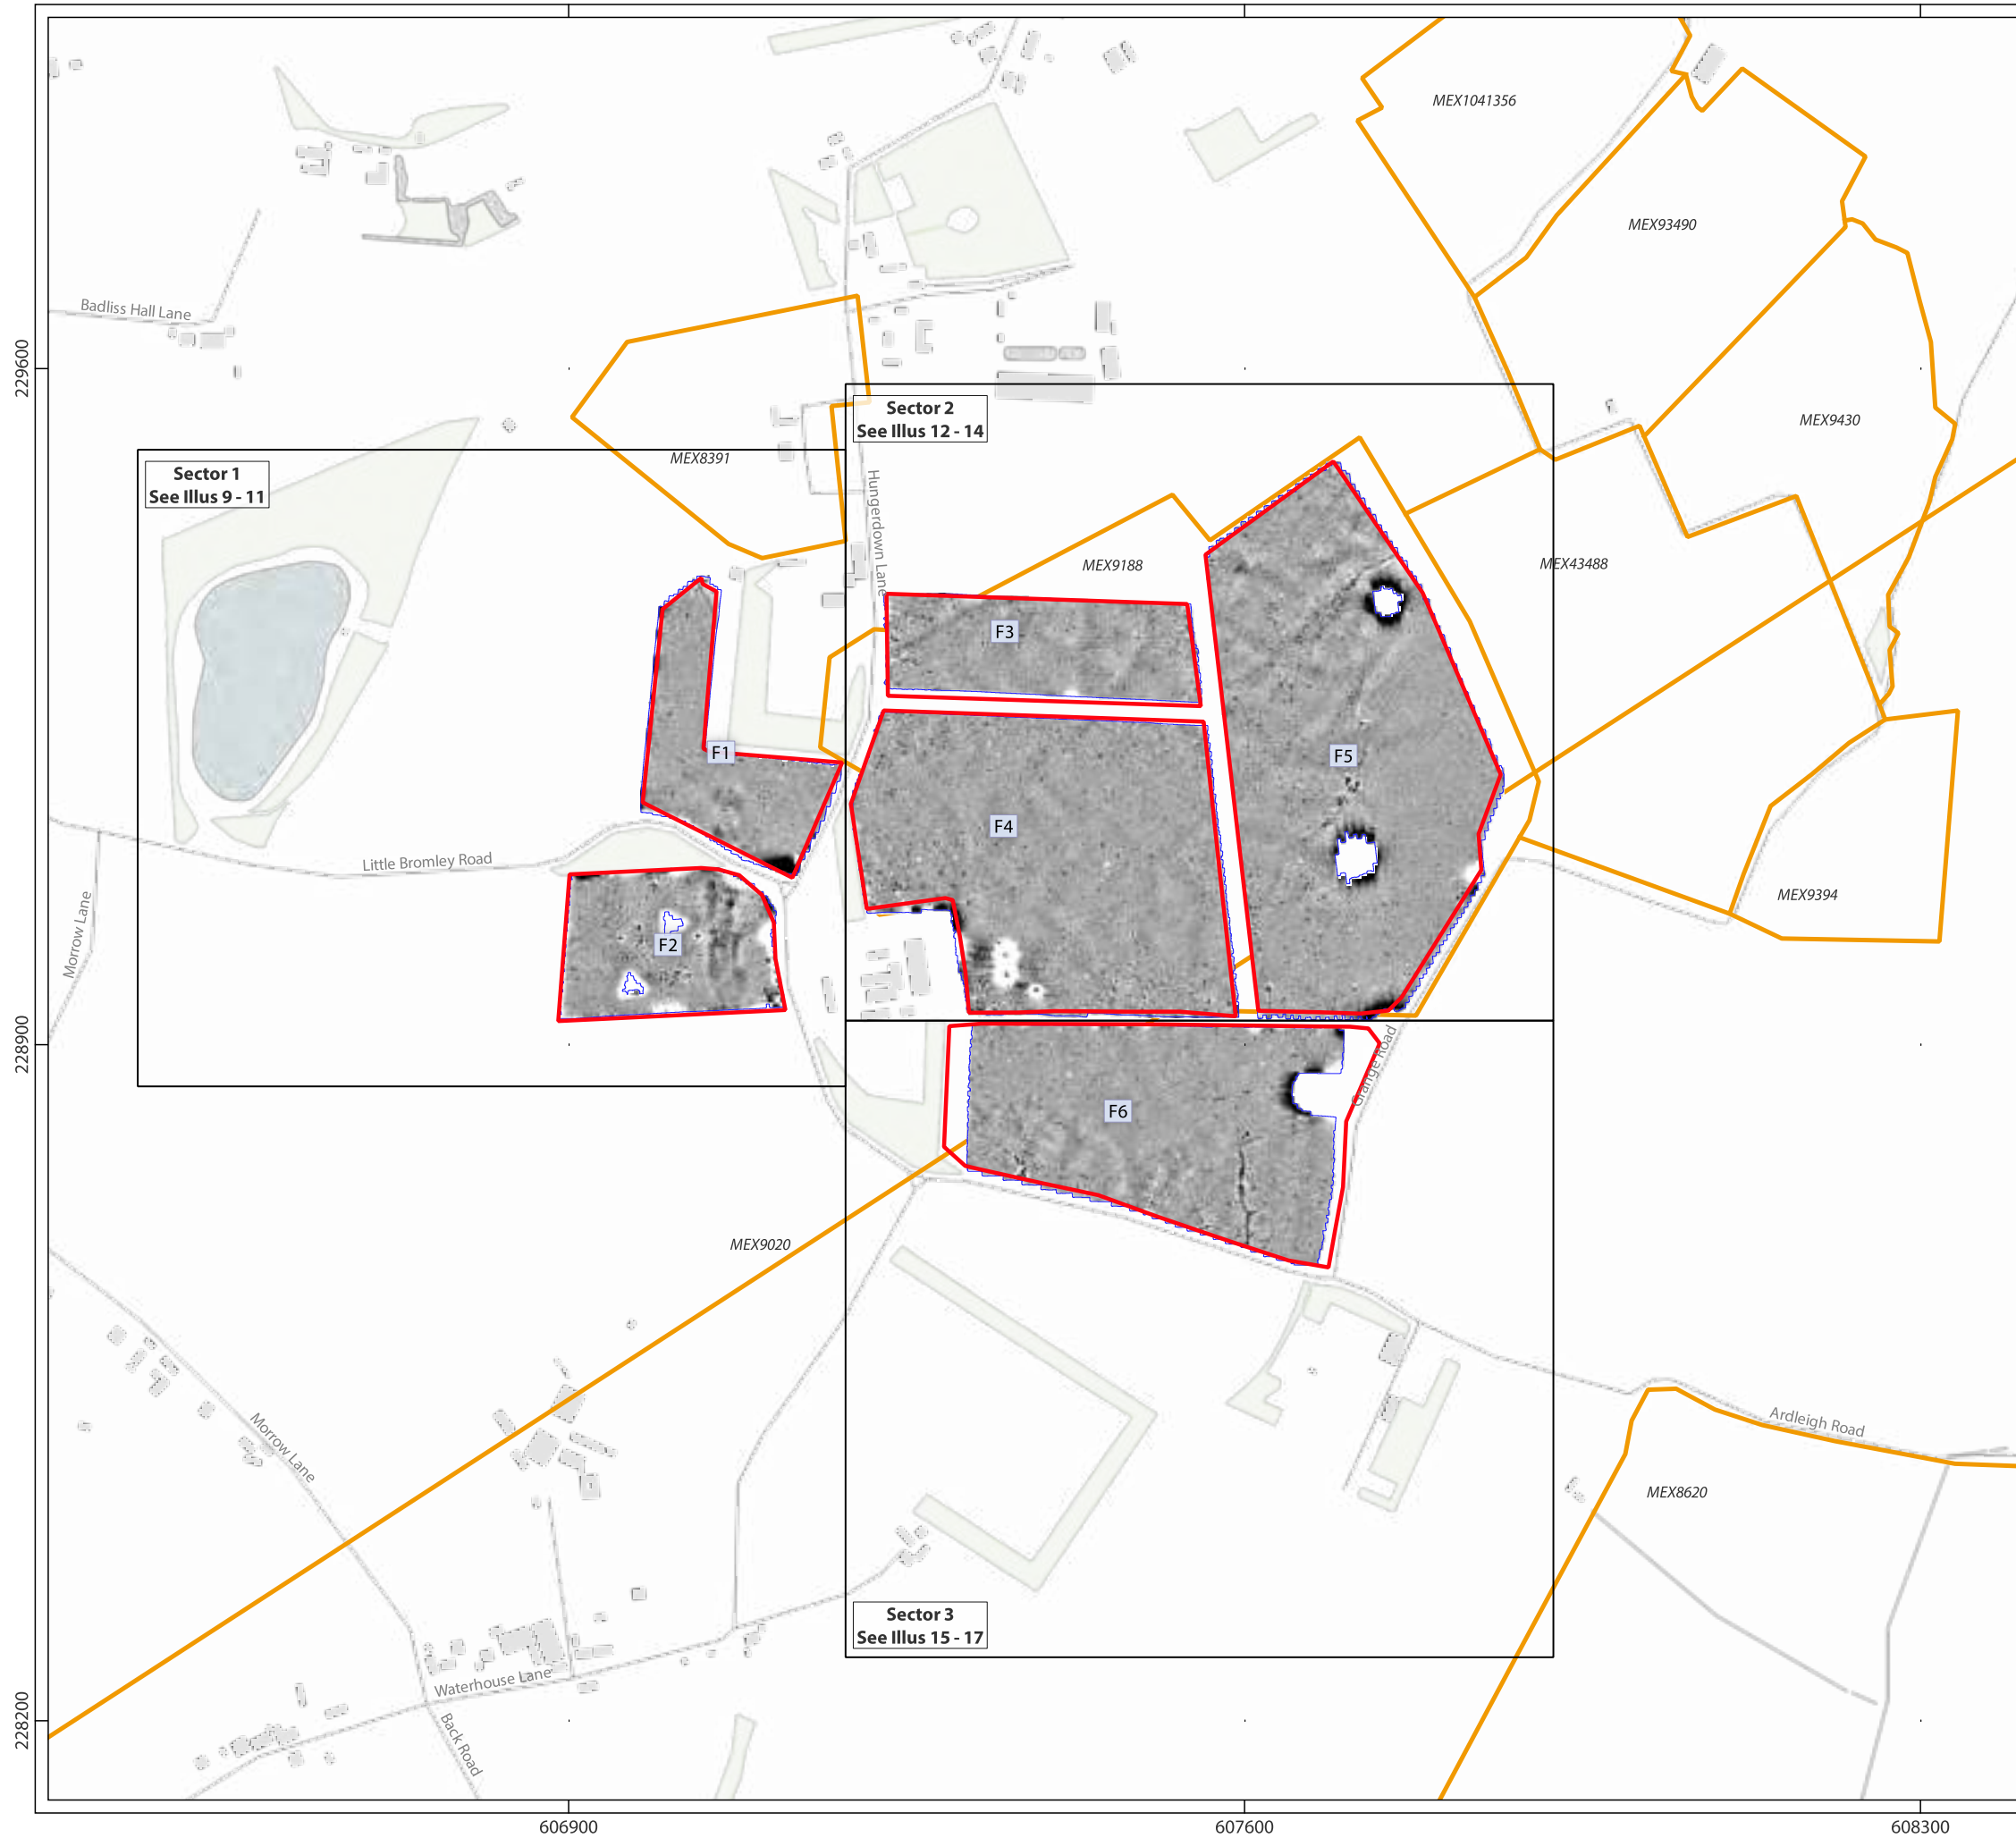 MEX1041356
MEX93490
Badliss Hall Lane
229600
Sector 2
See Illus 12 - 14
MEX9430
MEX8391
Sector 1
See Illus 9 - 11
Hungerdown Lane
MEX9188
MEX43488
F3
F1
F5
F4
Little Bromley Road
MEX9394
Morrow Lane
F2
228900
Grange Road
F6
MEX9020
Morrow Lane
Ardleigh Road
MEX8620
Sector 3
See Illus 15 - 17
Waterhouse Lane
228200
Back Road
606900
607600
608300